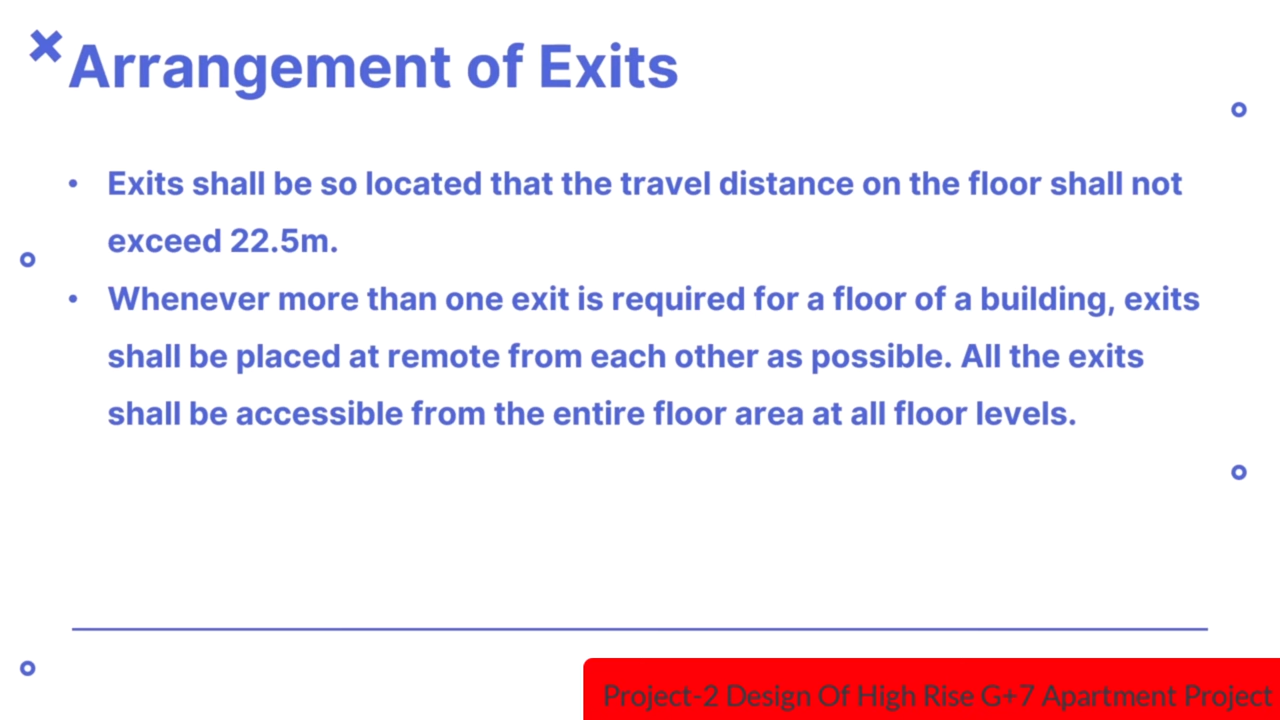 Arrangement of Exits
• Exits shall be so located that the travel distance on the floor shall not
exceed 22.5m.
• Whenever more than one exit is required for a floor of a building, exits
shall be placed at remote from each other as possible. All the exits
shall be accessible from the entire floor area at all floor levels.
Project-2 Design Of High Rise G+7 Apartment Project